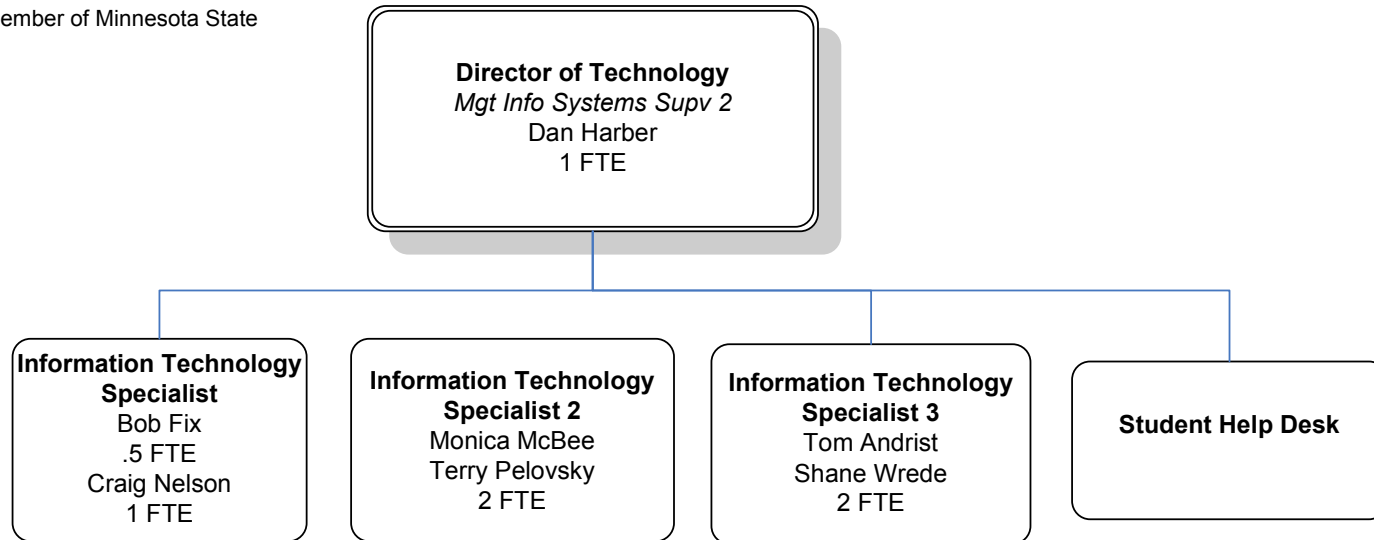 ember of Minnesota State
Director of Technology
Mgt Info Systems Supv 2
Dan Harber
1 FTE
Information Technology
Specialist
Bob Fix
.5 FTE
Craig Nelson
1 FTE
Information Technology
Specialist 2
Monica McBee
Terry Pelovsky
2 FTE
Information Technology
Specialist 3
Tom Andrist
Shane Wrede
2 FTE
Student Help Desk